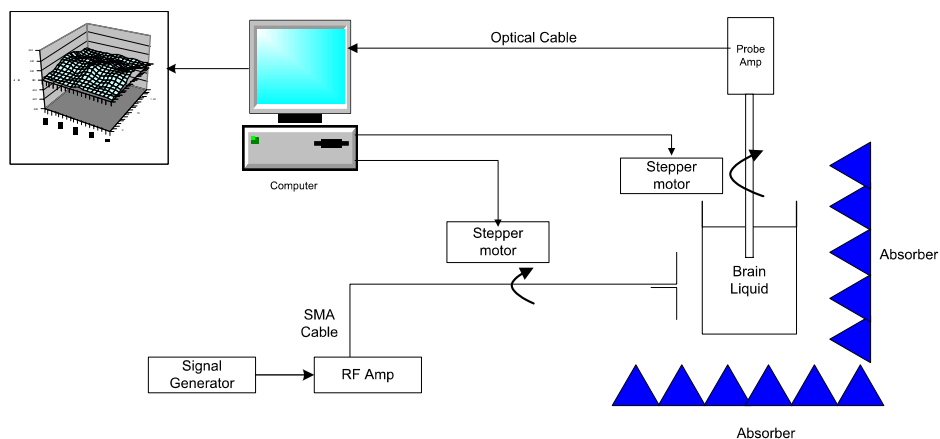 Optical Cable
Probe
Amp
Computer
Stepper
motor
Stepper
motor
Brain
Liquid
Absorber
SMA
Cable
Signal
Generator
RF Amp
Absorber